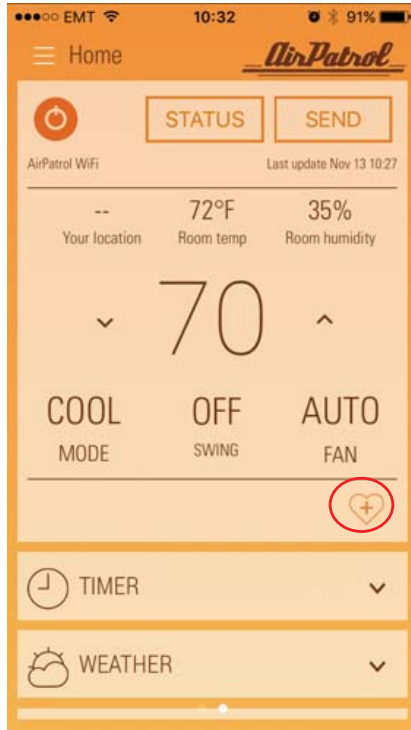 EMT 10:32 91%
Home AirPatrol
STATUS SEND
AirPatrol WiFi Last update Nov 13 10:27
-- 72°F 35%
Your location Room temp Room humidity
70
COOL OFF AUTO
MODE SWING FAN
TIMER
WEATHER